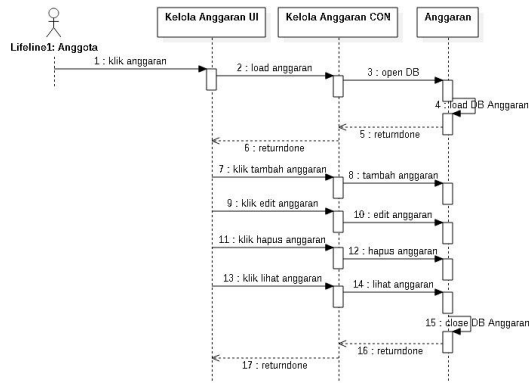 Kelola Anggaran UI
Kelola Anggaran CON
Anggaran
Lifeline1: Anggota
1 : klik anggaran
2 : load anggaran
3 : open DB
4 : load DB Anggaran
5 : returndone
6 : returndone
7 : klik tambah anggaran
8 : tambah anggaran
9 : klik edit anggaran
10 : edit anggaran
11 : klik hapus anggaran
12 : hapus anggaran
13 : klik lihat anggaran
14 : lihat anggaran
15 : close DB Anggaran
16 : returndone
17 : returndone